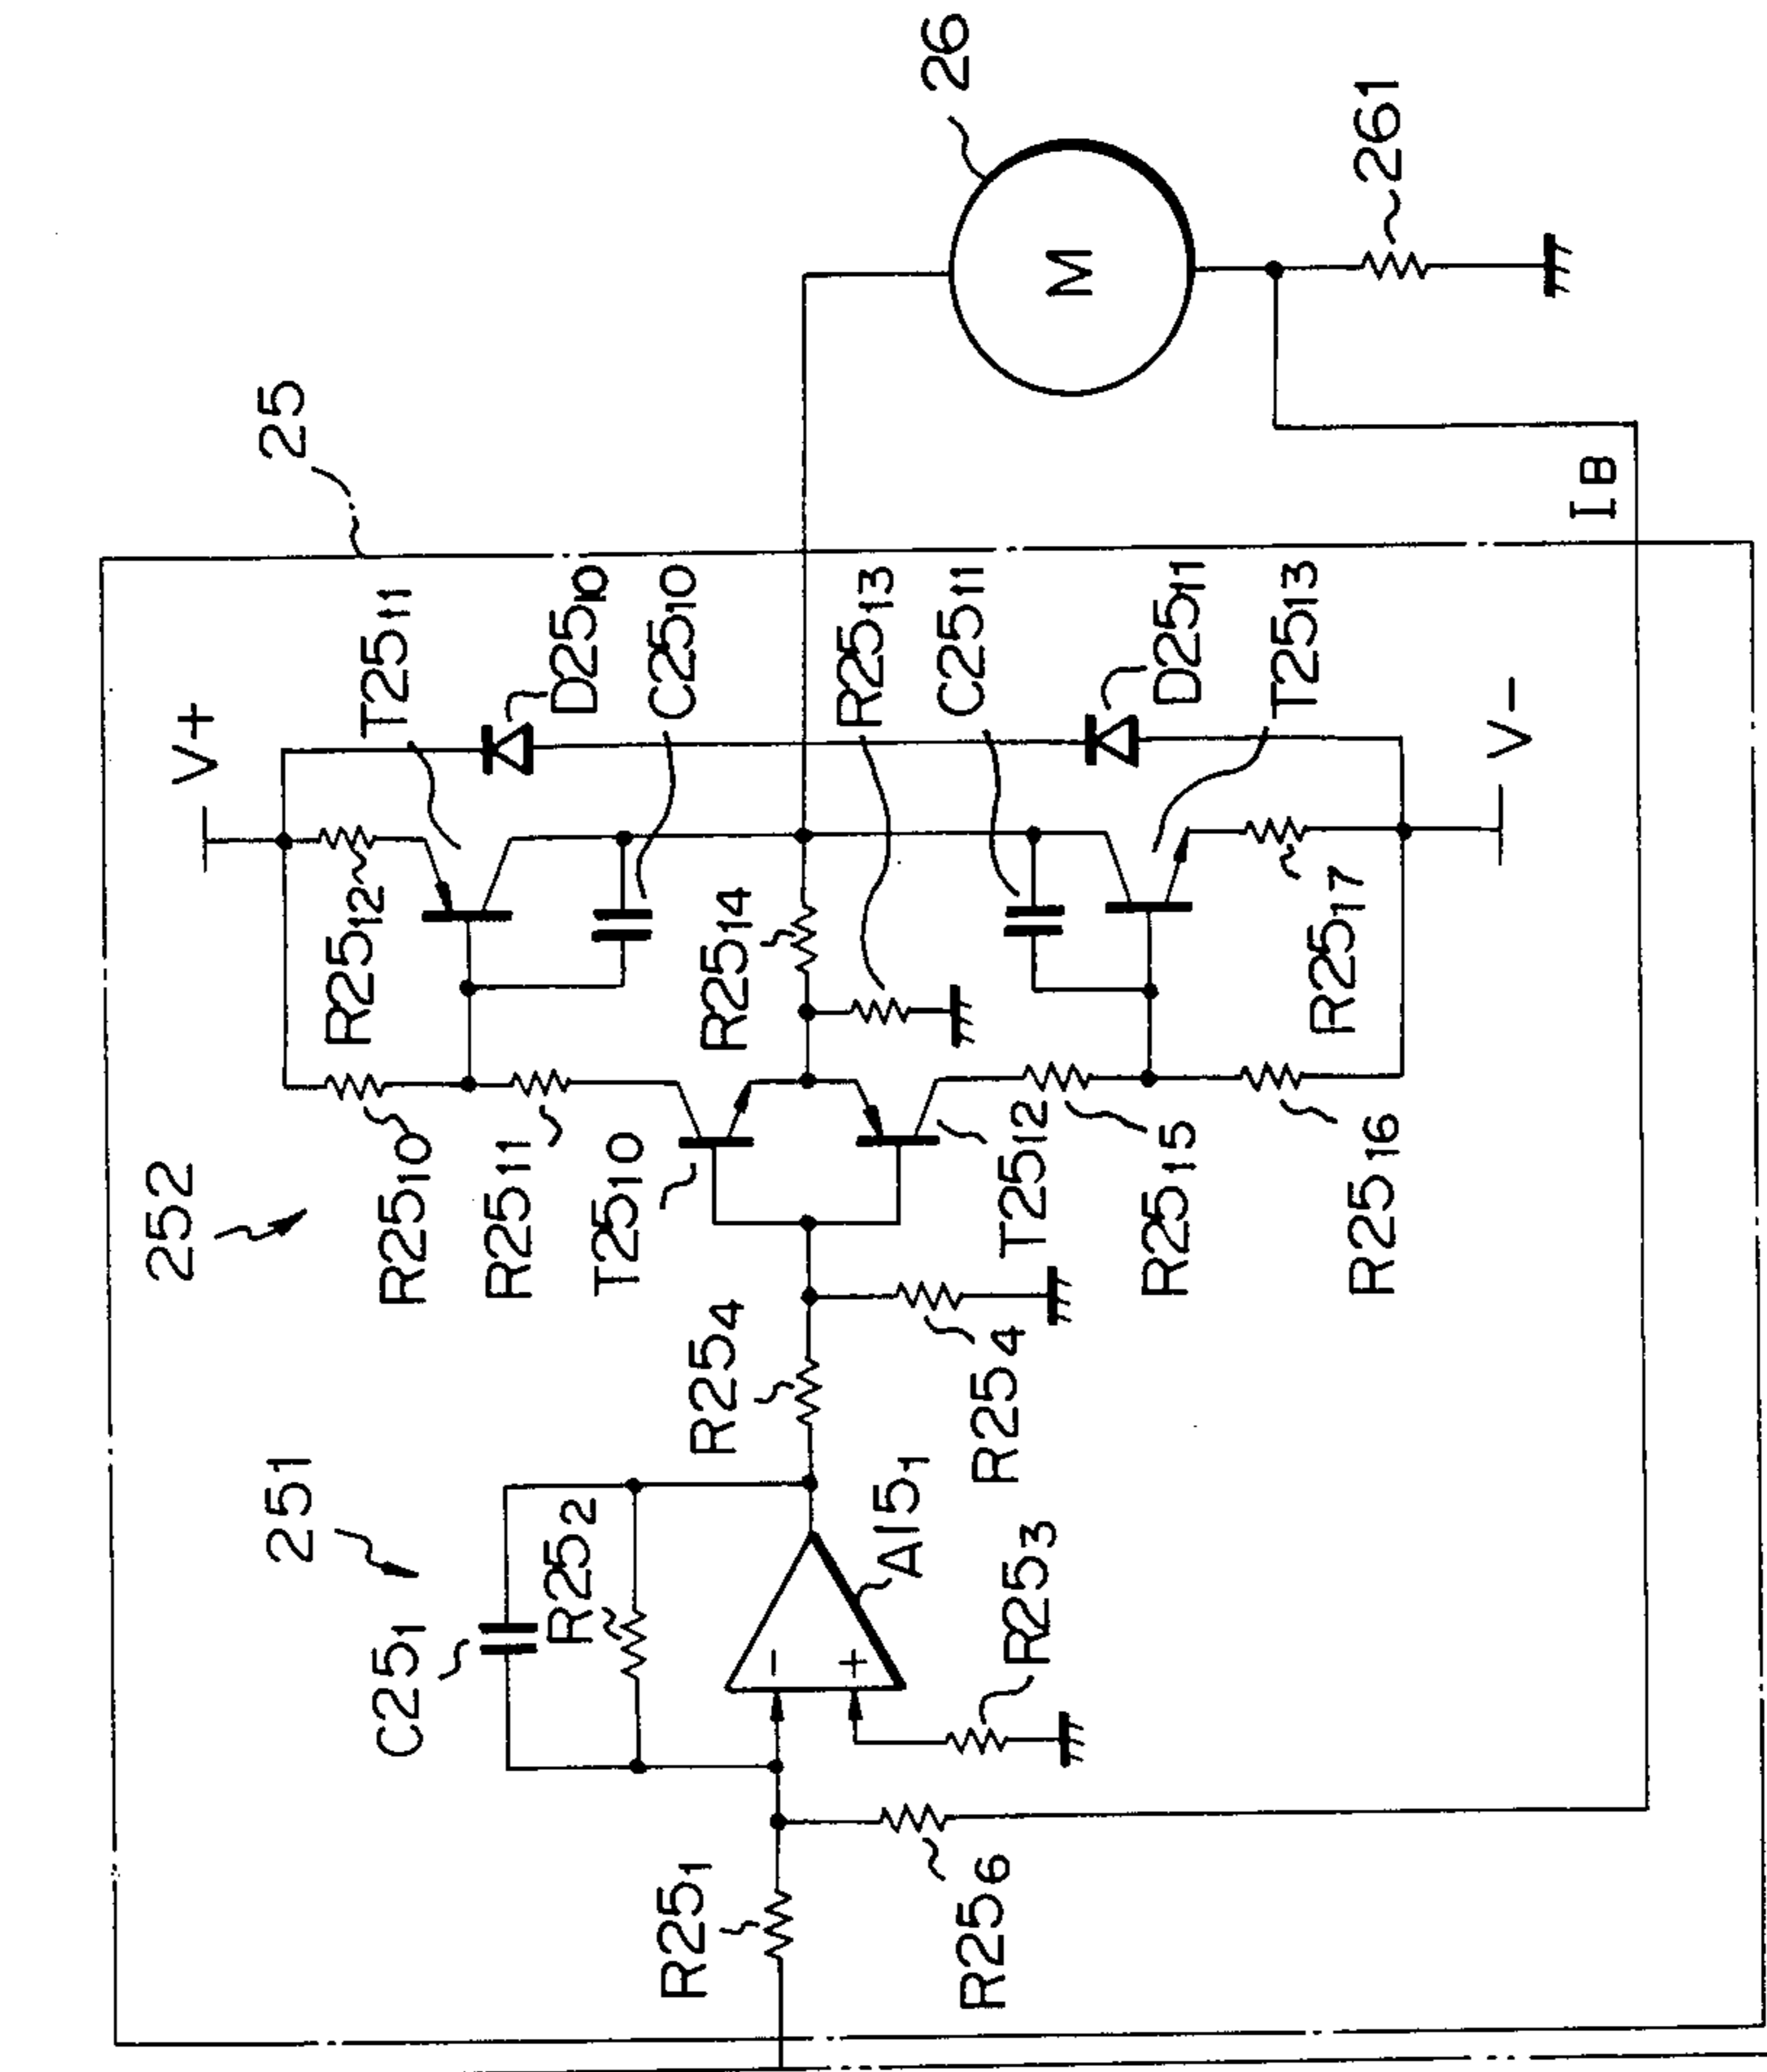 25
26
M
261
IB
V+
T25₁₁
D25₁₀
C25₁₀
R25₁₃
C25₁₁
D25₁₁
T25₁₃
V-
R25₁₂
R25₁₄
R25₁₇
252
R25₁₀
R25₁₁
T25₁₀
T25₁₂
R25₁₅
R25₁₆
251
R25₄
R25₄
C25₁
R25₂
-
+
A15₁
R25₃
R25₁
R25₆